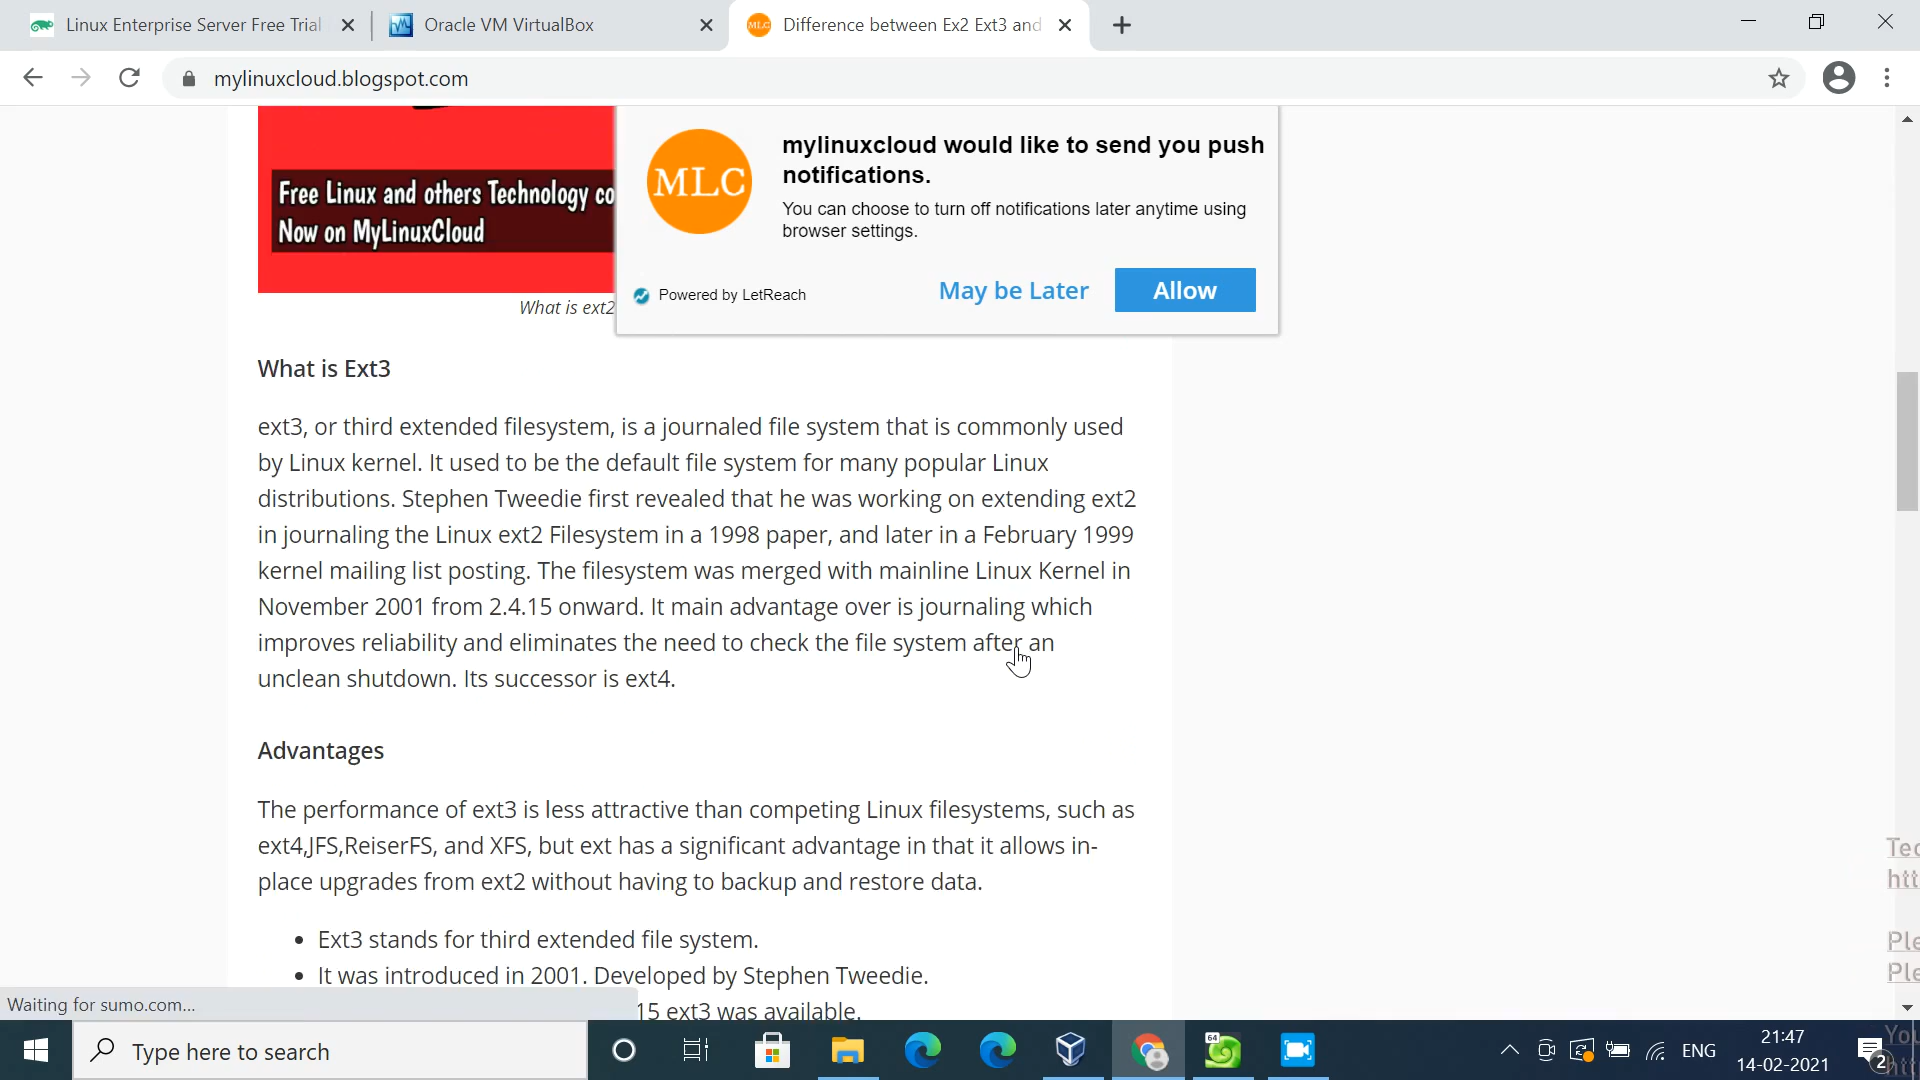 Linux Enterprise Server Free Trial
Oracle VM VirtualBox
MLC
Difference between Ex2 Ext3 and
mylinuxcloud.blogspot.com
Free Linux and others Technology co
Now on MyLinuxCloud
MLC
mylinuxcloud would like to send you push
notifications.
You can choose to turn off notifications later anytime using
browser settings.
Powered by LetReach
May be Later
Allow
What is ext2
What is Ext3
ext3, or third extended filesystem, is a journaled file system that is commonly used
by Linux kernel. It used to be the default file system for many popular Linux
distributions. Stephen Tweedie first revealed that he was working on extending ext2
in journaling the Linux ext2 Filesystem in a 1998 paper, and later in a February 1999
kernel mailing list posting. The filesystem was merged with mainline Linux Kernel in
November 2001 from 2.4.15 onward. It main advantage over is journaling which
improves reliability and eliminates the need to check the file system after an
unclean shutdown. Its successor is ext4.
Advantages
The performance of ext3 is less attractive than competing Linux filesystems, such as
ext4,JFS,ReiserFS, and XFS, but ext has a significant advantage in that it allows in-
place upgrades from ext2 without having to backup and restore data.
Ext3 stands for third extended file system.
It was introduced in 2001. Developed by Stephen Tweedie.
15 ext3 was available.
Waiting for sumo.com...
Tec
htt
Ple
Ple
Type here to search
64
ENG
21:47
14-02-2021
2
You
htt